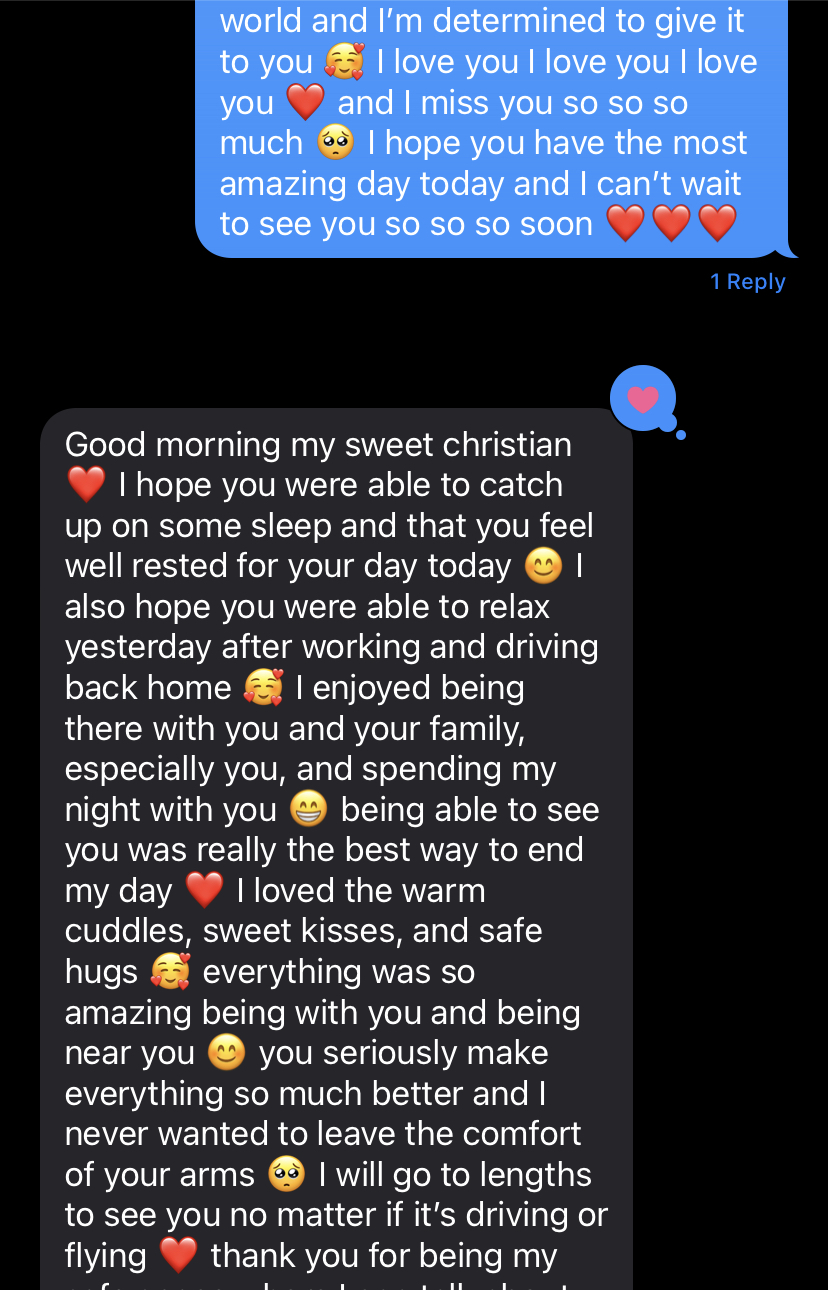 world and I'm determined to give it
to you 🥰 I love you I love you I love
you ❤️ and I miss you so so so
much 🥺 I hope you have the most
amazing day today and I can't wait
to see you so so so soon ❤️❤️❤️
1 Reply
Good morning my sweet christian
❤️ I hope you were able to catch
up on some sleep and that you feel
well rested for your day today 😊 I
also hope you were able to relax
yesterday after working and driving
back home 🥰 I enjoyed being
there with you and your family,
especially you, and spending my
night with you 😁 being able to see
you was really the best way to end
my day ❤️ I loved the warm
cuddles, sweet kisses, and safe
hugs 🥰 everything was so
amazing being with you and being
near you 😊 you seriously make
everything so much better and I
never wanted to leave the comfort
of your arms 🥺 I will go to lengths
to see you no matter if it's driving or
flying ❤️ thank you for being my